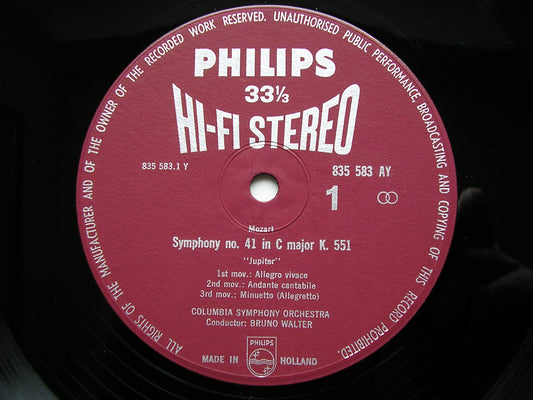 ALL RIGHTS OF THE MANUFACTURER AND OF THE OWNER OF THE RECORDED WORK RESERVED. UNAUTHORISED PUBLIC PERFORMANCE, BROADCASTING AND COPYING OF THIS RECORD PROHIBITED.
PHILIPS
33⅓
HI-FI STEREO
835 583.1 Y
835 583 AY
1
Mozart
Symphony no. 41 in C major K. 551
"Jupiter"
1st mov.: Allegro vivace
2nd mov.: Andante cantabile
3rd mov.: Minuetto (Allegretto)
COLUMBIA SYMPHONY ORCHESTRA
Conductor: BRUNO WALTER
PHILIPS
MADE IN HOLLAND